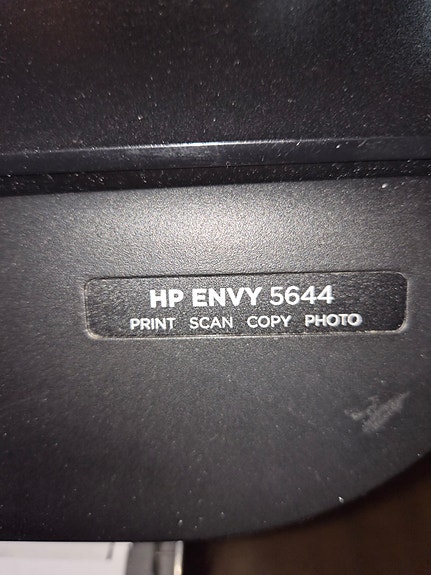 HP ENVY 5644
PRINT SCAN COPY PHOTO